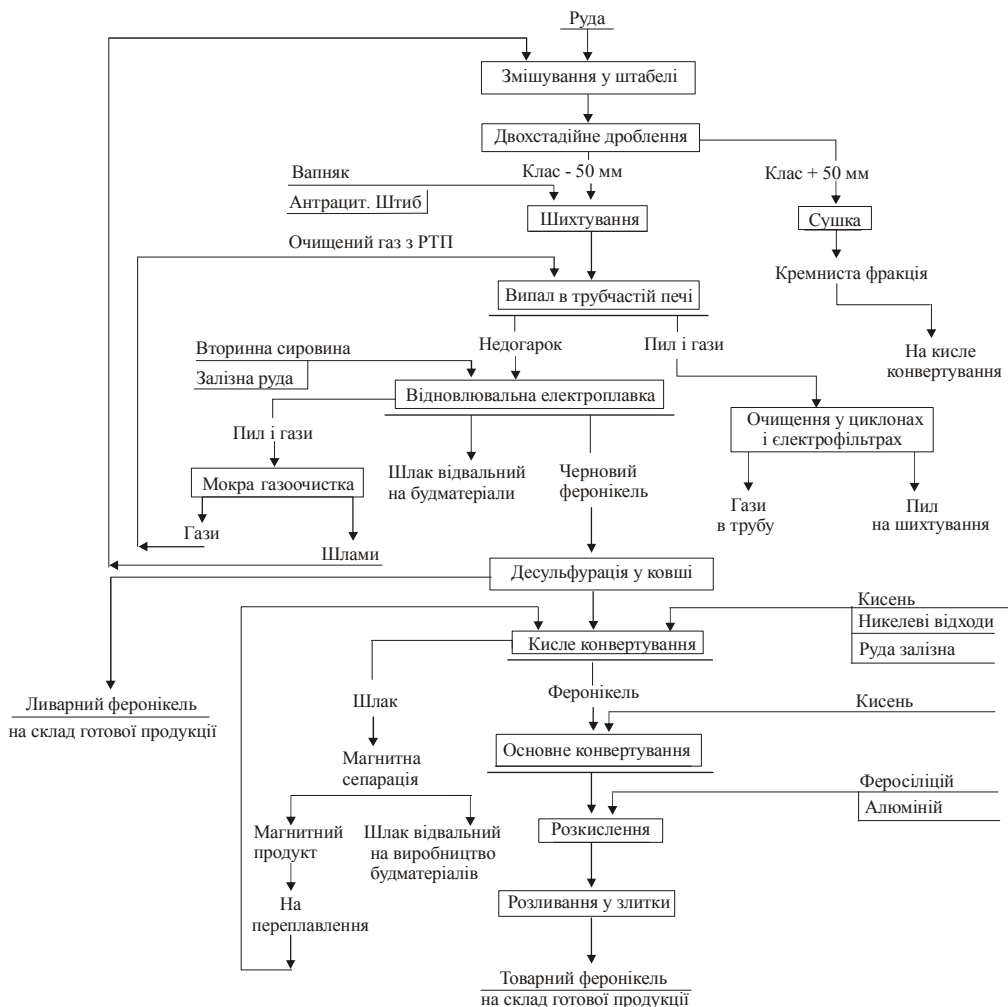 Руда
Змішування у штабелі
Двохстадійне дроблення
Вапняк
Антрацит. Штиб
Клас - 50 мм
Клас + 50 мм
Шихтування
Сушка
Очищений газ з РТП
Кремниста фракція
Випал в трубчастій печі
Недогарок
Пил і гази
На кисле
конвертування
Вторинна сировина
Залізна руда
Відновлювальна електроплавка
Очищення у циклонах
і єлектрофільтрах
Пил і гази
Мокра газоочистка
Шлак відвальний
на будматеріали
Черновий
феронікель
Гази
в трубу
Пил
на шихтування
Гази
Шлами
Десульфурація у ковші
Кисень
Никелеві відходи
Руда залізна
Кисле конвертування
Ливарний феронікель
на склад готової продукції
Шлак
Феронікель
Кисень
Основне конвертування
Магнитна
сепарація
Феросіліцій
Алюміній
Магнитний
продукт
Шлак відвальний
на виробництво
будматеріалів
Розкислення
На
переплавлення
Розливання у злитки
Товарний феронікель
на склад готової продукції